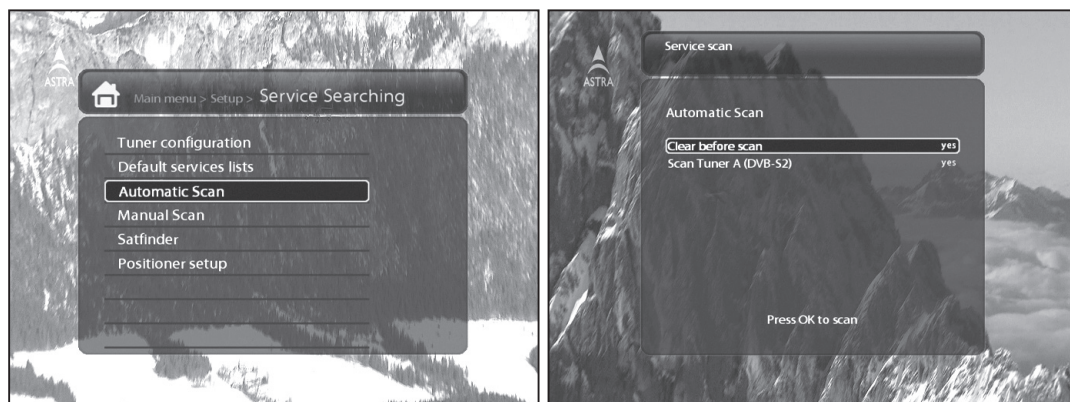 ASTRA
Main menu > Setup > Service Searching
Tuner configuration
Default services lists
Automatic Scan
Manual Scan
Satfinder
Positioner setup
ASTRA
Service scan
Automatic Scan
Clear before scan yes
Scan Tuner A (DVB-S2) yes
Press OK to scan